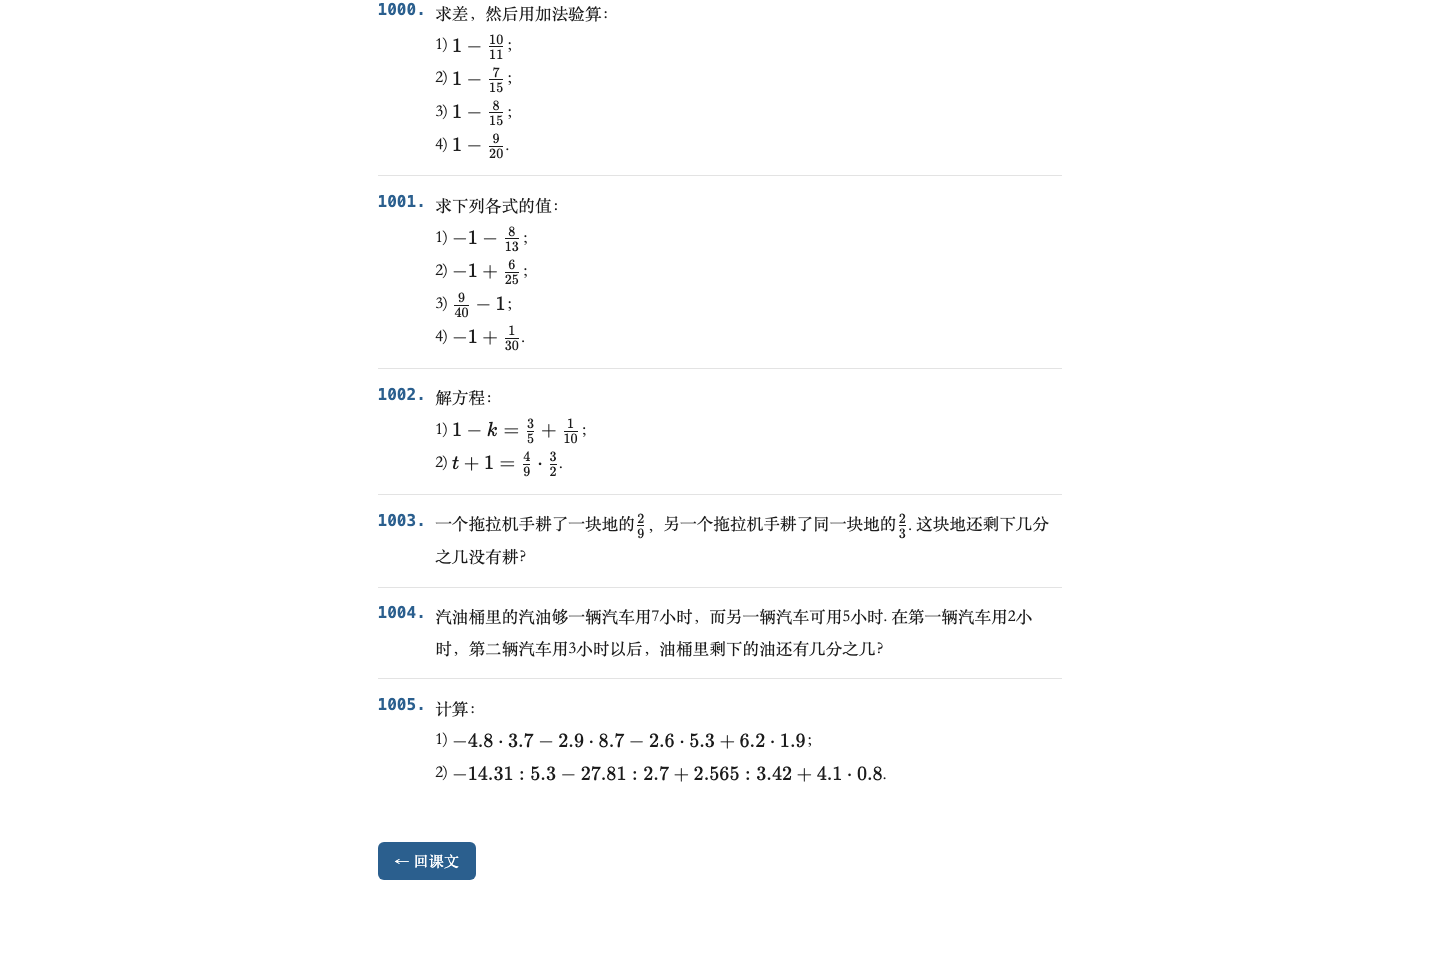 1000. 求差，然后用加法验算：
1) 1 − 10/11；
2) 1 − 7/15；
3) 1 − 8/15；
4) 1 − 9/20.
1001. 求下列各式的值：
1) −1 − 8/13；
2) −1 + 6/25；
3) 9/40 − 1；
4) −1 + 1/30.
1002. 解方程：
1) 1 − k = 3/5 + 1/10；
2) t + 1 = 4/9 · 3/2.
1003. 一个拖拉机手耕了一块地的2/9，另一个拖拉机手耕了同一块地的2/3. 这块地还剩下几分
之几没有耕？
1004. 汽油桶里的汽油够一辆汽车用7小时，而另一辆汽车可用5小时. 在第一辆汽车用2小
时，第二辆汽车用3小时以后，油桶里剩下的油还有几分之几？
1005. 计算：
1) −4.8 · 3.7 − 2.9 · 8.7 − 2.6 · 5.3 + 6.2 · 1.9；
2) −14.31 : 5.3 − 27.81 : 2.7 + 2.565 : 3.42 + 4.1 · 0.8.
← 回课文